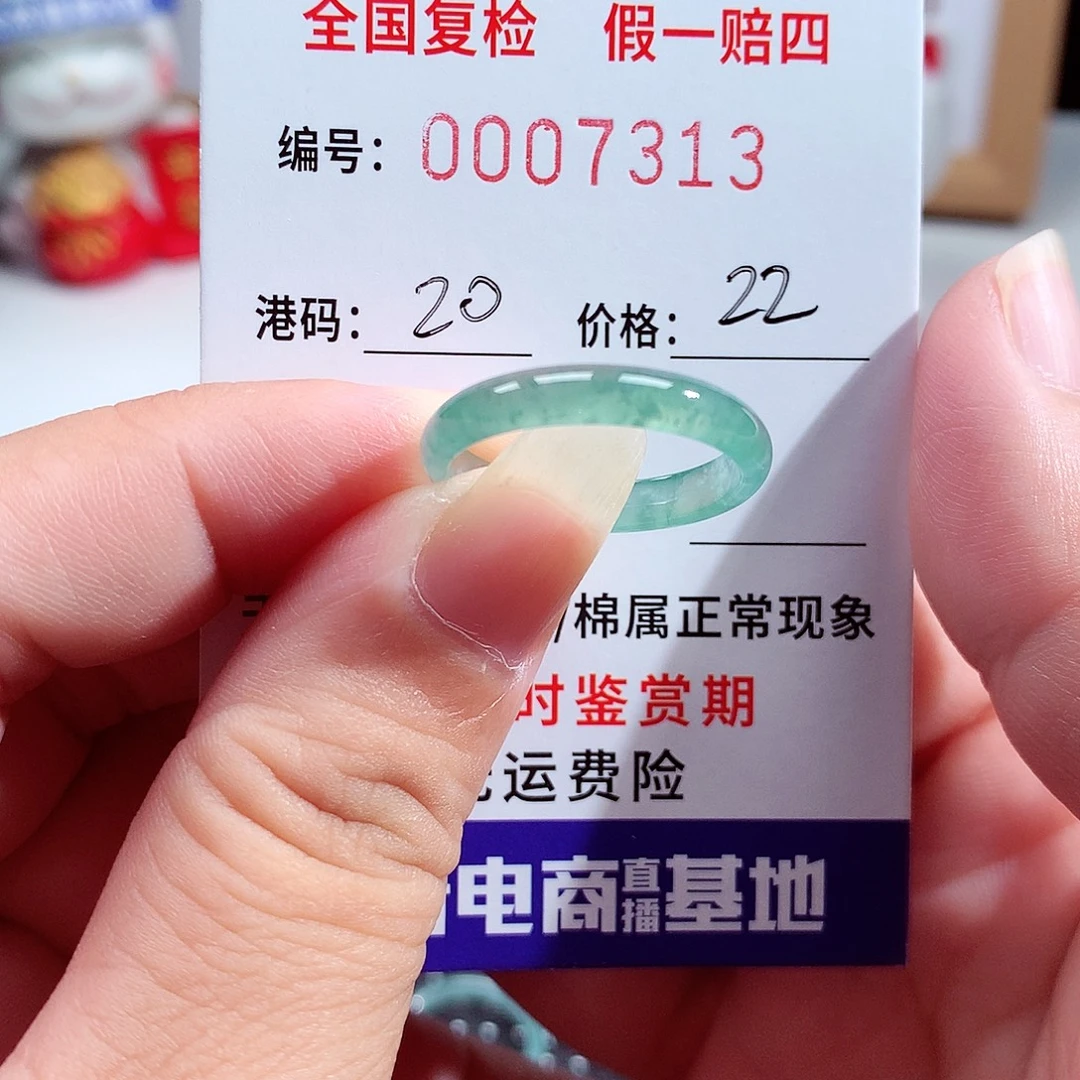 全国复检 假一赔四
编号：0007313
港码：20 价格：22
/棉属正常现象
时鉴赏期
运费险
电商直播基地